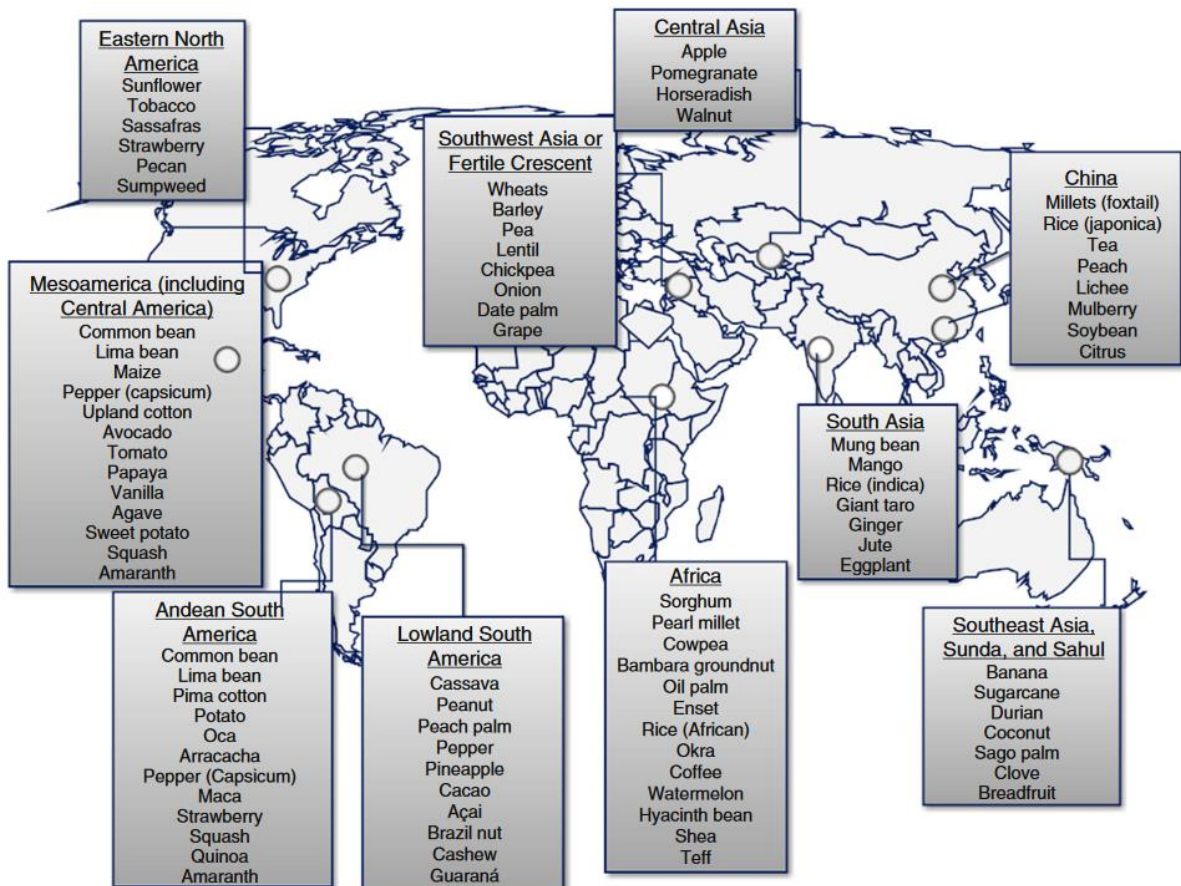 Eastern North
America
Sunflower
Tobacco
Sassafras
Strawberry
Pecan
Sumpweed
Central Asia
Apple
Pomegranate
Horseradish
Walnut
Southwest Asia or
Fertile Crescent
Wheats
Barley
Pea
Lentil
Chickpea
Onion
Date palm
Grape
China
Millets (foxtail)
Rice (japonica)
Tea
Peach
Lichee
Mulberry
Soybean
Citrus
Mesoamerica (including
Central America)
Common bean
Lima bean
Maize
Pepper (capsicum)
Upland cotton
Avocado
Tomato
Papaya
Vanilla
Agave
Sweet potato
Squash
Amaranth
South Asia
Mung bean
Mango
Rice (indica)
Giant taro
Ginger
Jute
Eggplant
Andean South
America
Common bean
Lima bean
Pima cotton
Potato
Oca
Arracacha
Pepper (Capsicum)
Maca
Strawberry
Squash
Quinoa
Amaranth
Lowland South
America
Cassava
Peanut
Peach palm
Pepper
Pineapple
Cacao
Açai
Brazil nut
Cashew
Guaraná
Africa
Sorghum
Pearl millet
Cowpea
Bambara groundnut
Oil palm
Enset
Rice (African)
Okra
Coffee
Watermelon
Hyacinth bean
Shea
Teff
Southeast Asia,
Sunda, and Sahul
Banana
Sugarcane
Durian
Coconut
Sago palm
Clove
Breadfruit